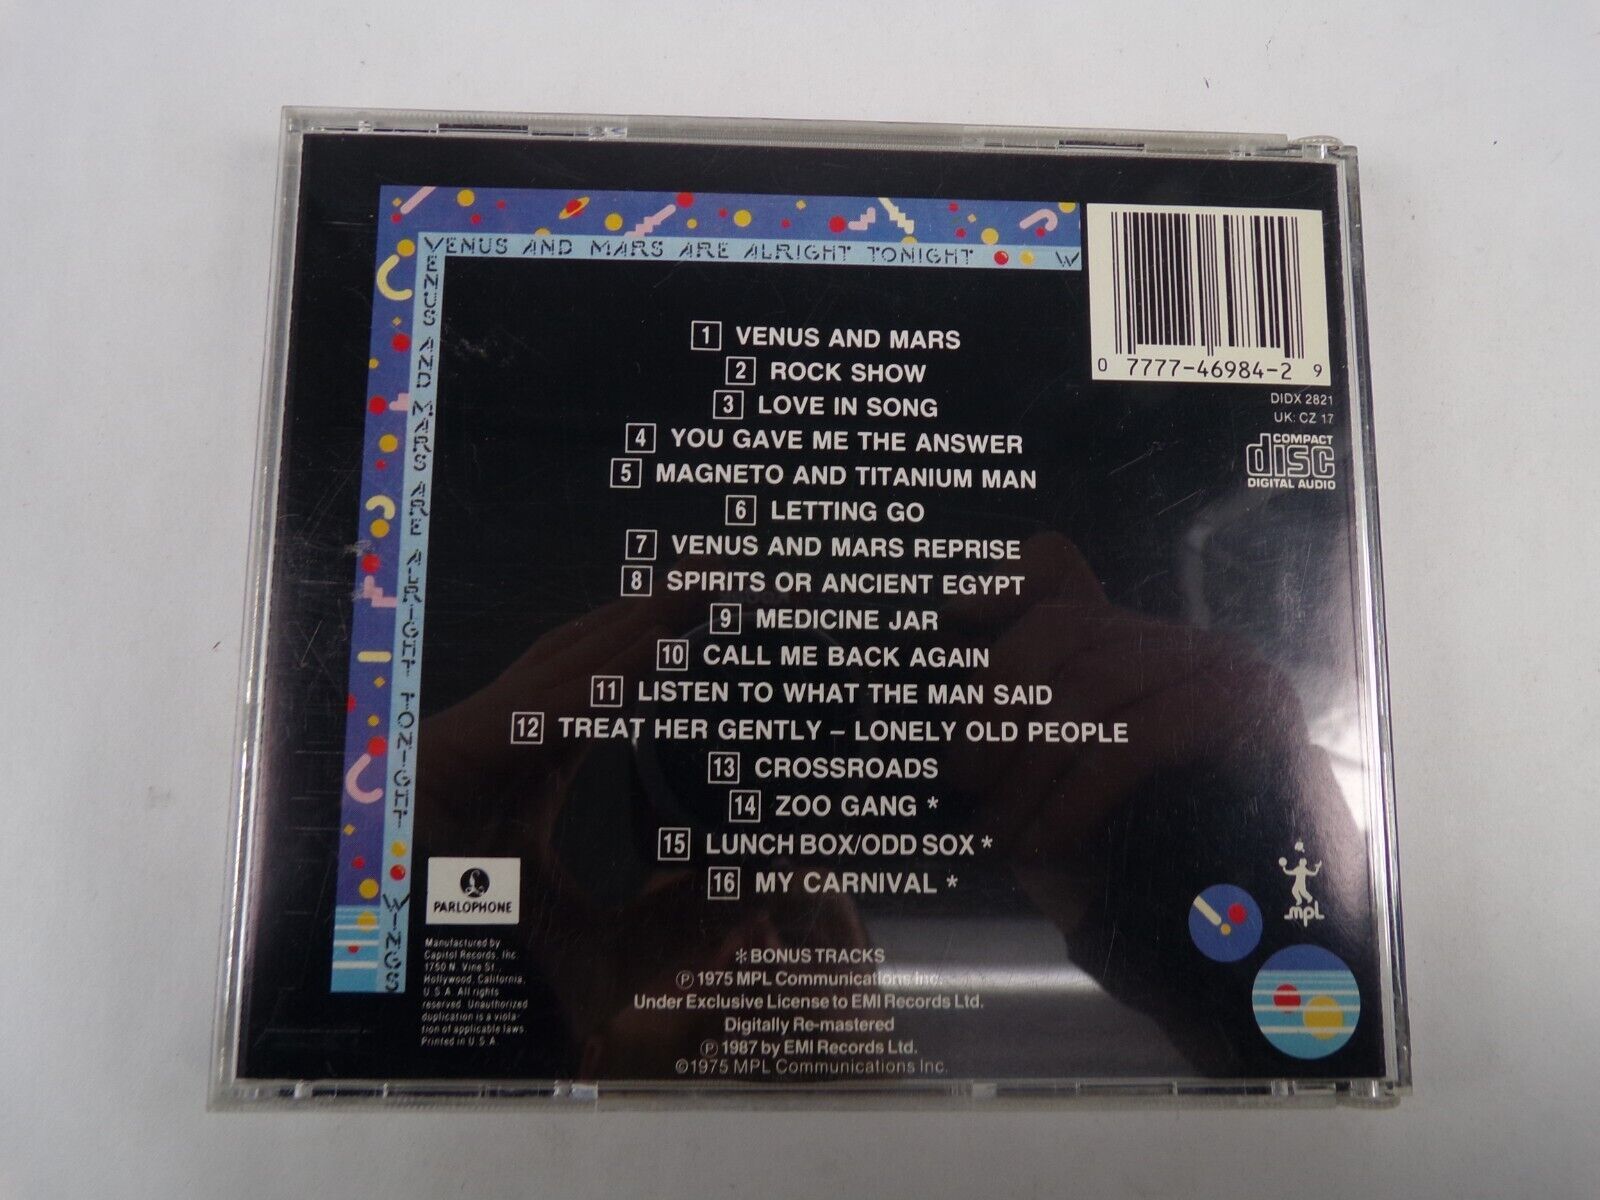 VENUS AND MARS ARE ALRIGHT TONIGHT W
VENUS AND MARS ARE ALRIGHT TONIGHT WINGS
0 7777-46984-2 9
DIDX 2821
UK: CZ 17
COMPACT
disc
DIGITAL AUDIO
1 VENUS AND MARS
2 ROCK SHOW
3 LOVE IN SONG
4 YOU GAVE ME THE ANSWER
5 MAGNETO AND TITANIUM MAN
6 LETTING GO
7 VENUS AND MARS REPRISE
8 SPIRITS OR ANCIENT EGYPT
9 MEDICINE JAR
10 CALL ME BACK AGAIN
11 LISTEN TO WHAT THE MAN SAID
12 TREAT HER GENTLY – LONELY OLD PEOPLE
13 CROSSROADS
14 ZOO GANG *
15 LUNCH BOX/ODD SOX *
16 MY CARNIVAL *
PARLOPHONE
Manufactured by
Capitol Records, Inc.
1750 N. Vine St.,
Hollywood, California,
U.S.A. All rights
reserved. Unauthorized
duplication is a viola-
tion of applicable laws.
Printed in U.S.A.
* BONUS TRACKS
℗ 1975 MPL Communications Inc.
Under Exclusive License to EMI Records Ltd.
Digitally Re-mastered
℗ 1987 by EMI Records Ltd.
©1975 MPL Communications Inc.
mpl